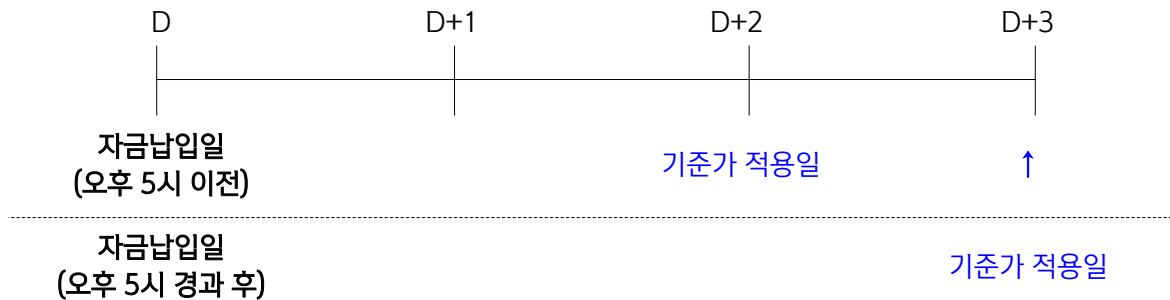 D D+1 D+2 D+3
자금납입일
(오후 5시 이전)
기준가 적용일 ↑
자금납입일
(오후 5시 경과 후)
기준가 적용일